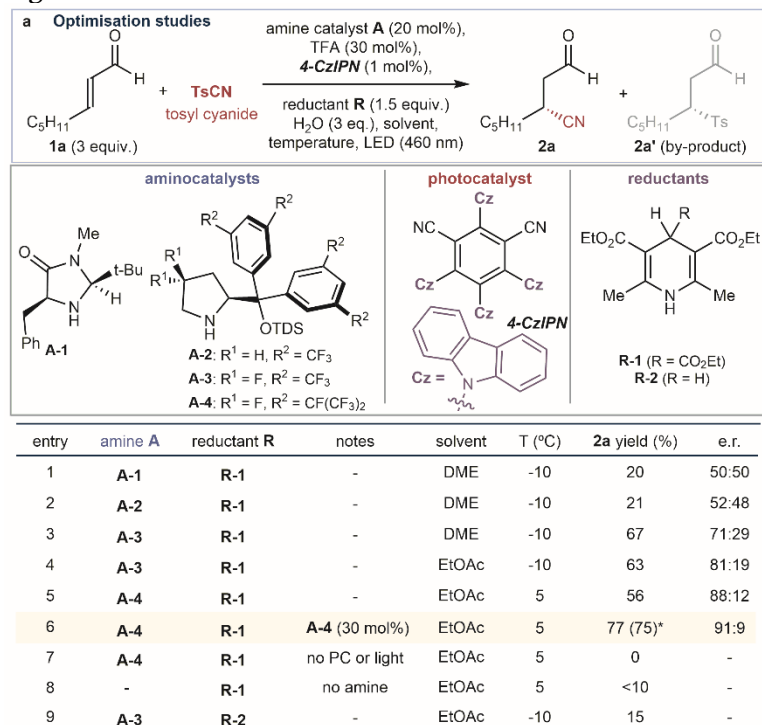 a Optimisation studies
amine catalyst A (20 mol%),
TFA (30 mol%),
4-CzIPN (1 mol%),
reductant R (1.5 equiv.)
H₂O (3 eq.), solvent,
temperature, LED (460 nm)
O
H
C₅H₁₁
1a (3 equiv.)
+
TsCN
tosyl cyanide
O
H
C₅H₁₁
CN
2a
+
O
H
C₅H₁₁
Ts
2a' (by-product)
aminocatalysts
O
Me
N
t-Bu
N
H
H
Ph
A-1
R¹
R¹
R²
R²
R²
R²
N
H
OTDS
A-2: R¹ = H, R² = CF₃
A-3: R¹ = F, R² = CF₃
A-4: R¹ = F, R² = CF(CF₃)₂
photocatalyst
Cz
NC
CN
Cz
Cz
Cz
4-CzIPN
Cz =
N
reductants
H R
EtO₂C
CO₂Et
Me
N
H
Me
R-1 (R = CO₂Et)
R-2 (R = H)
entry amine A reductant R notes solvent T (ºC) 2a yield (%) e.r.
1 A-1 R-1 - DME -10 20 50:50
2 A-2 R-1 - DME -10 21 52:48
3 A-3 R-1 - DME -10 67 71:29
4 A-3 R-1 - EtOAc -10 63 81:19
5 A-4 R-1 - EtOAc 5 56 88:12
6 A-4 R-1 A-4 (30 mol%) EtOAc 5 77 (75)* 91:9
7 A-4 R-1 no PC or light EtOAc 5 0 -
8 - R-1 no amine EtOAc 5 <10 -
9 A-3 R-2 - EtOAc -10 15 -